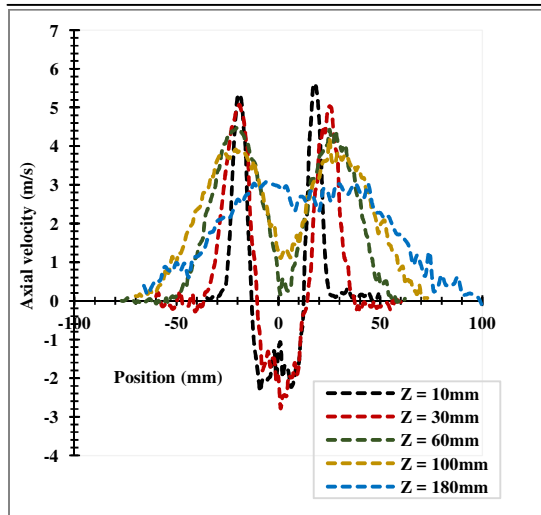 7
6
5
4
3
2
1
0
-1
-2
-3
-4
-100
-50
0
50
100
Axial velocity (m/s)
Position (mm)
Z = 10mm
Z = 30mm
Z = 60mm
Z = 100mm
Z = 180mm